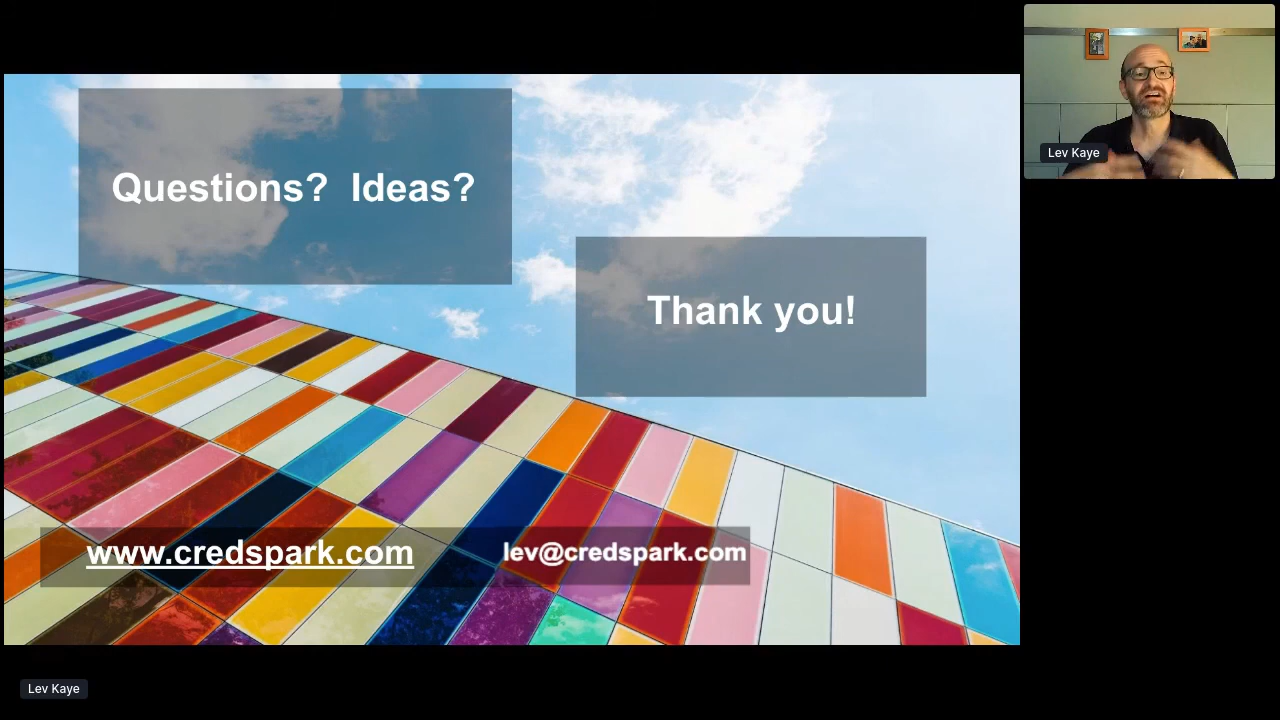 Questions?  Ideas?
Thank you!
www.credspark.com
lev@credspark.com
Lev Kaye
Lev Kaye